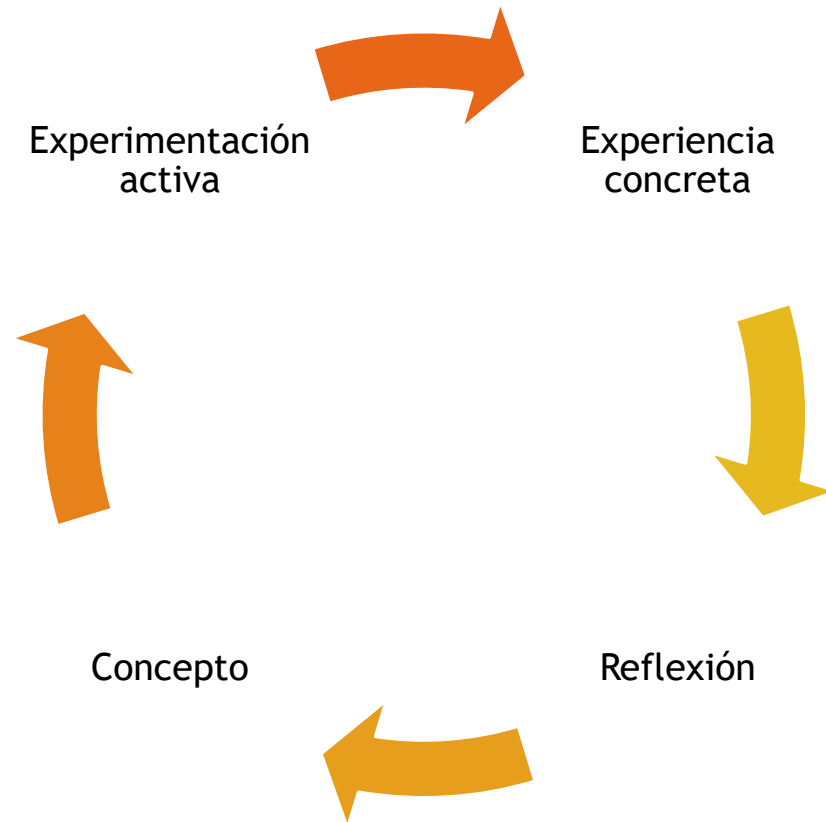 Experimentación
activa
Experiencia
concreta
Concepto
Reflexión